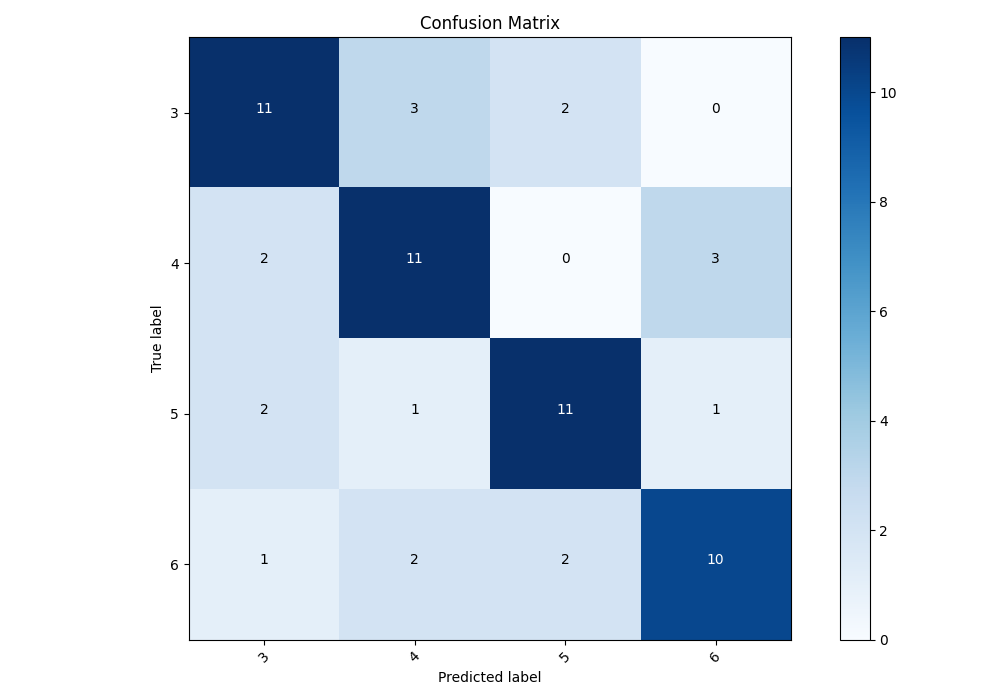 Confusion Matrix
True label
3 11 3 2 0
4 2 11 0 3
5 2 1 11 1
6 1 2 2 10
3 4 5 6
Predicted label
10
8
6
4
2
0